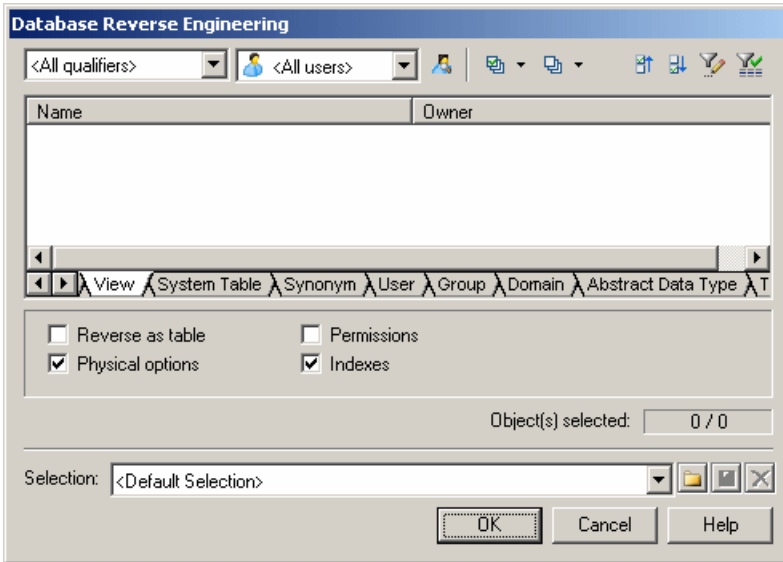 Database Reverse Engineering
<All qualifiers> <All users>
Name Owner
View System Table Synonym User Group Domain Abstract Data Type T
Reverse as table Permissions
Physical options Indexes
Object(s) selected: 0 / 0
Selection: <Default Selection>
OK Cancel Help